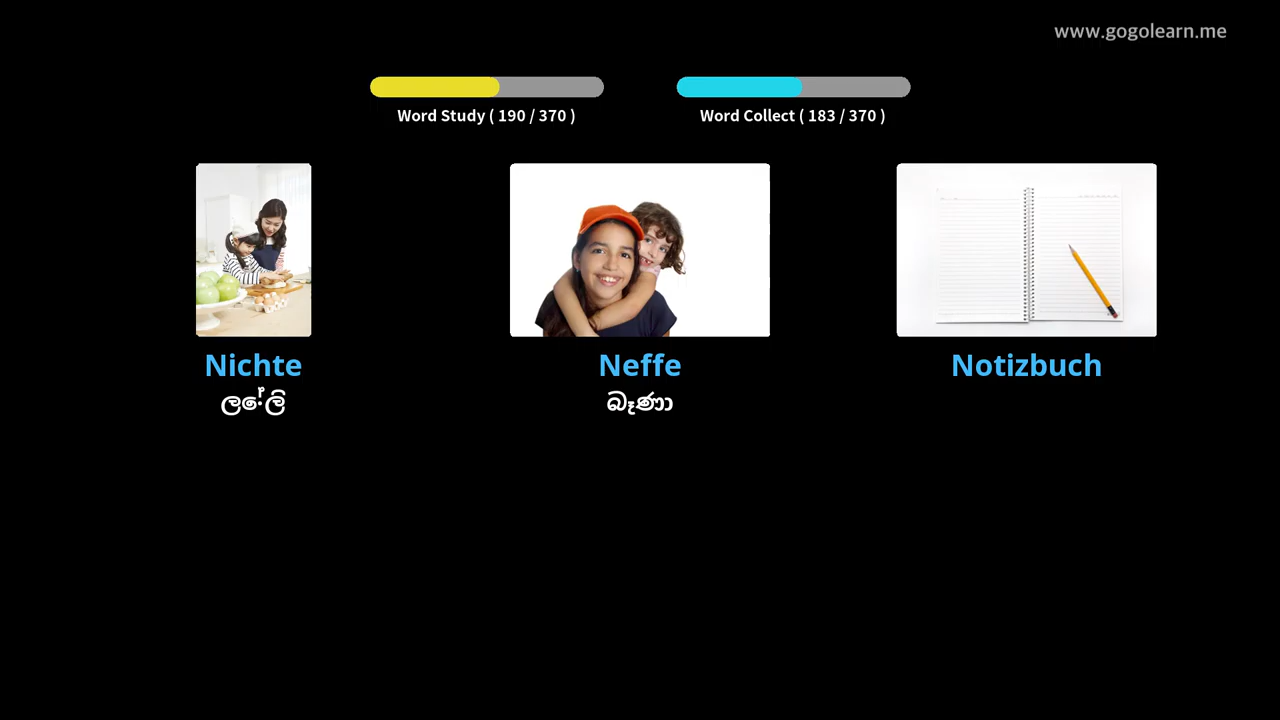 www.gogolearn.me
Word Study ( 190 / 370 )
Word Collect ( 183 / 370 )
Nichte
ලේලි
Neffe
බෑණා
Notizbuch